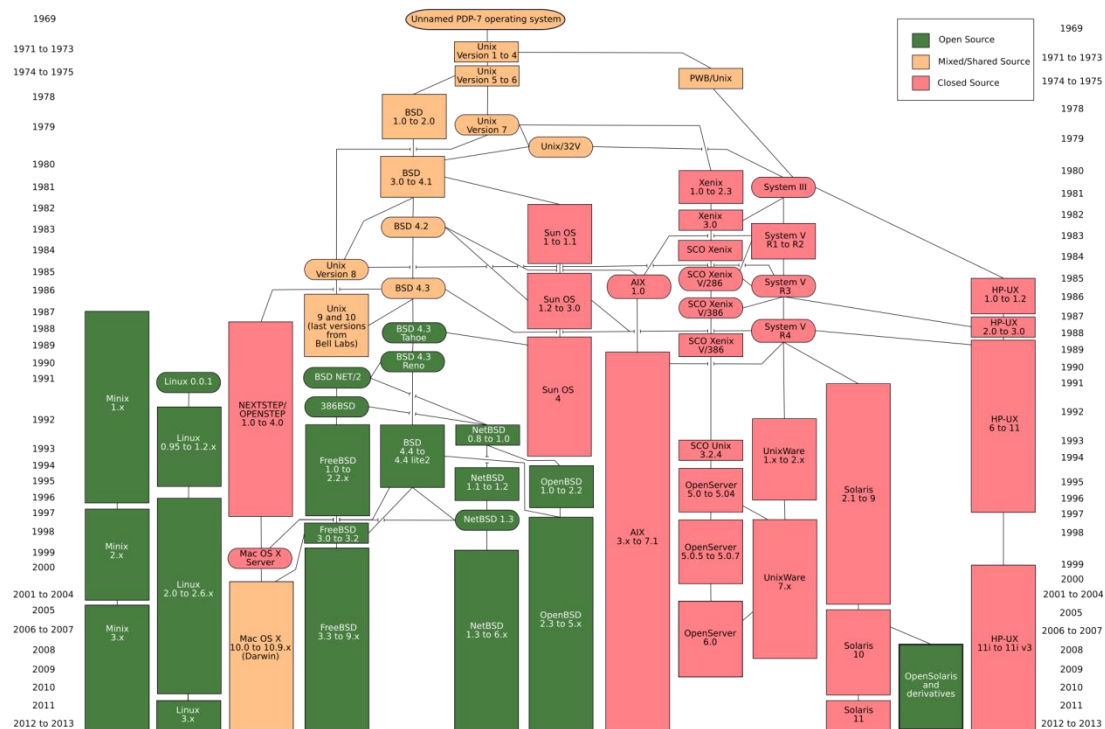 1969
1971 to 1973
1974 to 1975
1978
1979
1980
1981
1982
1983
1984
1985
1986
1987
1988
1989
1990
1991
1992
1993
1994
1995
1996
1997
1998
1999
2000
2001 to 2004
2005
2006 to 2007
2008
2009
2010
2011
2012 to 2013
Unnamed PDP-7 operating system
Unix
Version 1 to 4
Unix
Version 5 to 6
PWB/Unix
BSD
1.0 to 2.0
Unix
Version 7
Unix/32V
BSD
3.0 to 4.1
Xenix
1.0 to 2.3
System III
Xenix
3.0
BSD 4.2
Sun OS
1 to 1.1
System V
R1 to R2
SCO Xenix
Unix
Version 8
SCO Xenix
V/286
AIX
1.0
System V
R3
BSD 4.3
Sun OS
1.2 to 3.0
HP-UX
1.0 to 1.2
Unix
9 and 10
(last versions
from
Bell Labs)
SCO Xenix
V/386
HP-UX
2.0 to 3.0
BSD 4.3
Tahoe
System V
R4
SCO Xenix
V/386
BSD 4.3
Reno
BSD NET/2
Linux 0.0.1
Minix
1.x
386BSD
NEXTSTEP/
OPENSTEP
1.0 to 4.0
Sun OS
4
HP-UX
6 to 11
Linux
0.95 to 1.2.x
NetBSD
0.8 to 1.0
BSD
4.4 to
4.4 lite2
FreeBSD
1.0 to
2.2.x
SCO Unix
3.2.4
UnixWare
1.x to 2.x
NetBSD
1.1 to 1.2
OpenBSD
1.0 to 2.2
OpenServer
5.0 to 5.04
Solaris
2.1 to 9
NetBSD 1.3
FreeBSD
3.0 to 3.2
AIX
3.x to 7.1
OpenServer
5.0.5 to 5.0.7
Minix
2.x
Mac OS X
Server
Linux
2.0 to 2.6.x
UnixWare
7.x
Minix
3.x
Mac OS X
10.0 to 10.9.x
(Darwin)
FreeBSD
3.3 to 9.x
NetBSD
1.3 to 6.x
OpenBSD
2.3 to 5.x
OpenServer
6.0
Solaris
10
HP-UX
11i to 11i v3
OpenSolaris
and
derivatives
Linux
3.x
Solaris
11
Open Source
Mixed/Shared Source
Closed Source
1969
1971 to 1973
1974 to 1975
1978
1979
1980
1981
1982
1983
1984
1985
1986
1987
1988
1989
1990
1991
1992
1993
1994
1995
1996
1997
1998
1999
2000
2001 to 2004
2005
2006 to 2007
2008
2009
2010
2011
2012 to 2013